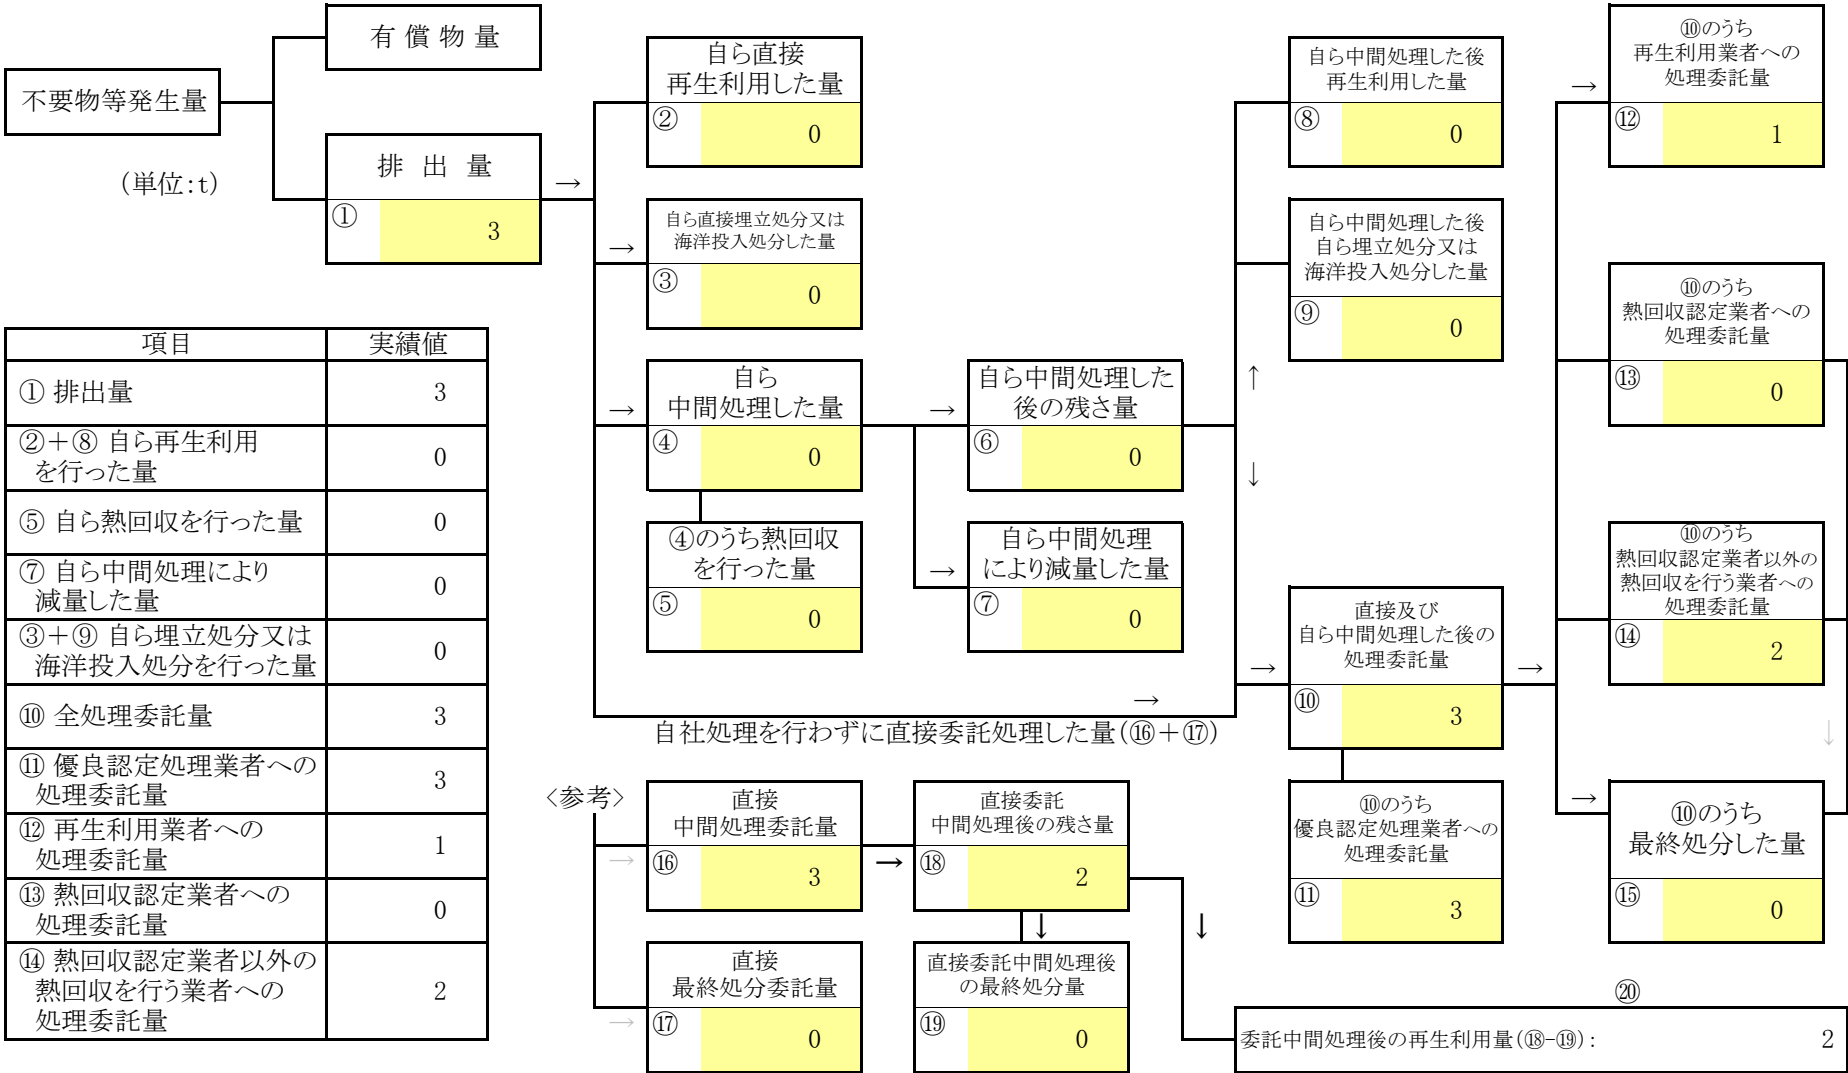 不要物等発生量
有 償 物 量
排 出 量
① 3
(単位:t)
→
自ら直接
再生利用した量
② 0
→
自ら直接埋立処分又は
海洋投入処分した量
③ 0
→
自ら
中間処理した量
④ 0
④のうち熱回収
を行った量
⑤ 0
→
自ら中間処理した
後の残さ量
⑥ 0
→
自ら中間処理
により減量した量
⑦ 0
↑
↓
自ら中間処理した後
再生利用した量
⑧ 0
自ら中間処理した後
自ら埋立処分又は
海洋投入処分した量
⑨ 0
→
自社処理を行わずに直接委託処理した量(⑯+⑰)
→
直接及び
自ら中間処理した後の
処理委託量
⑩ 3
⑩のうち
優良認定処理業者への
処理委託量
⑪ 3
→
→
⑩のうち
再生利用業者への
処理委託量
⑫ 1
⑩のうち
熱回収認定業者への
処理委託量
⑬ 0
⑩のうち
熱回収認定業者以外の
熱回収を行う業者への
処理委託量
⑭ 2
↓
→
⑩のうち
最終処分した量
⑮ 0
項目 実績値
① 排出量 3
②+⑧ 自ら再生利用
を行った量 0
⑤ 自ら熱回収を行った量 0
⑦ 自ら中間処理により
減量した量 0
③+⑨ 自ら埋立処分又は
海洋投入処分を行った量 0
⑩ 全処理委託量 3
⑪ 優良認定処理業者への
処理委託量 3
⑫ 再生利用業者への
処理委託量 1
⑬ 熱回収認定業者への
処理委託量 0
⑭ 熱回収認定業者以外の
熱回収を行う業者への
処理委託量 2
〈参考〉
→
直接
中間処理委託量
⑯ 3
→
直接
最終処分委託量
⑰ 0
→
直接委託
中間処理後の残さ量
⑱ 2
↓
直接委託中間処理後
の最終処分量
⑲ 0
↓
⑳
委託中間処理後の再生利用量(⑱-⑲): 2